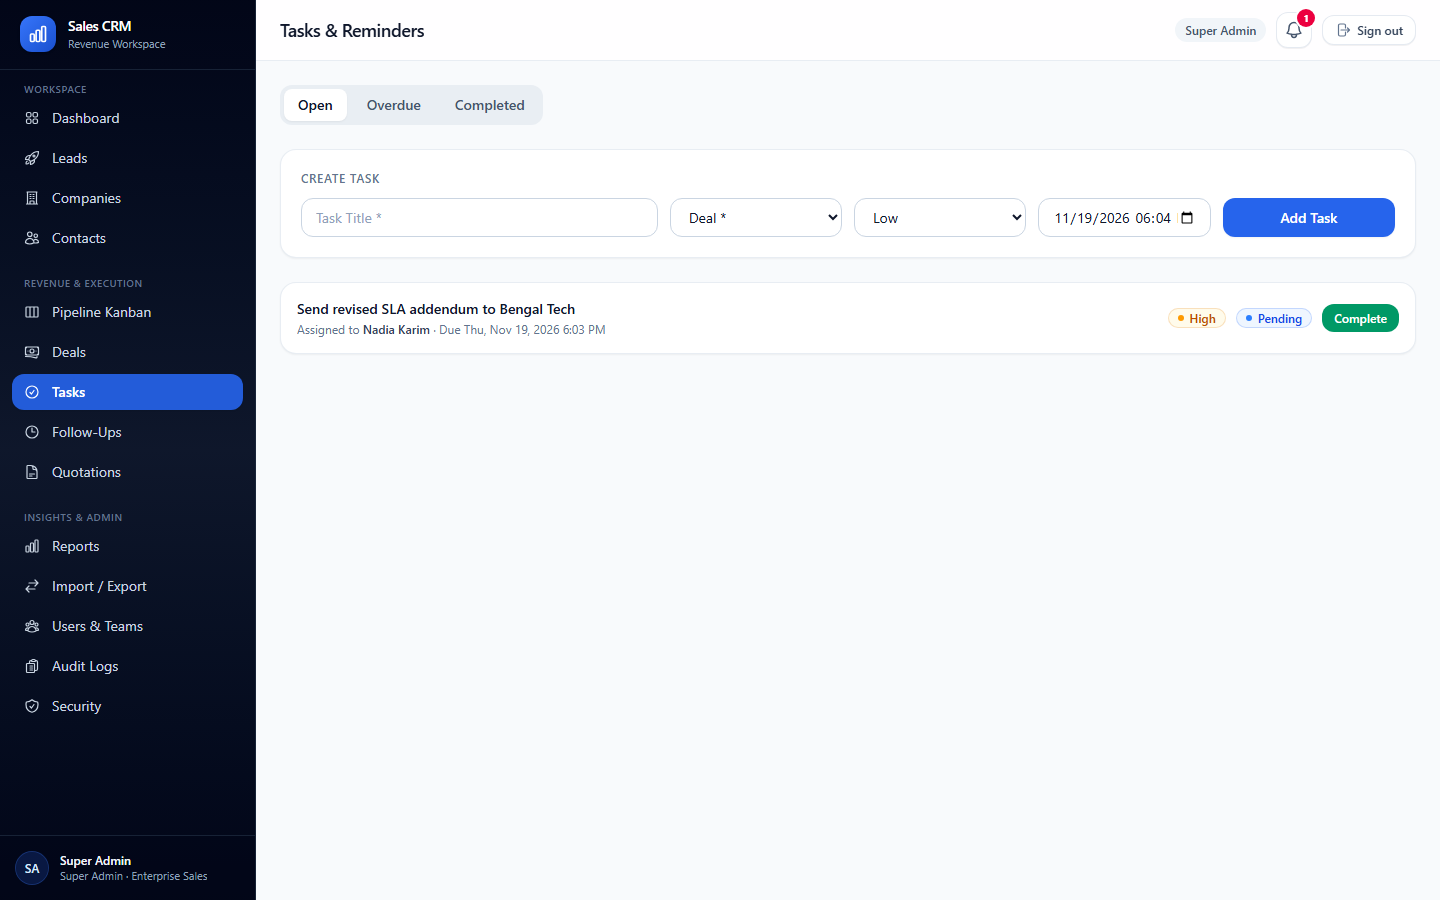 Sales CRM
Revenue Workspace
WORKSPACE
Dashboard
Leads
Companies
Contacts
REVENUE & EXECUTION
Pipeline Kanban
Deals
Tasks
Follow-Ups
Quotations
INSIGHTS & ADMIN
Reports
Import / Export
Users & Teams
Audit Logs
Security
SA
Super Admin
Super Admin · Enterprise Sales
Tasks & Reminders
Super Admin
1
Sign out
Open Overdue Completed
CREATE TASK
Task Title * Deal * Low 11/19/2026 06:04 Add Task
Send revised SLA addendum to Bengal Tech
Assigned to Nadia Karim · Due Thu, Nov 19, 2026 6:03 PM
High Pending Complete